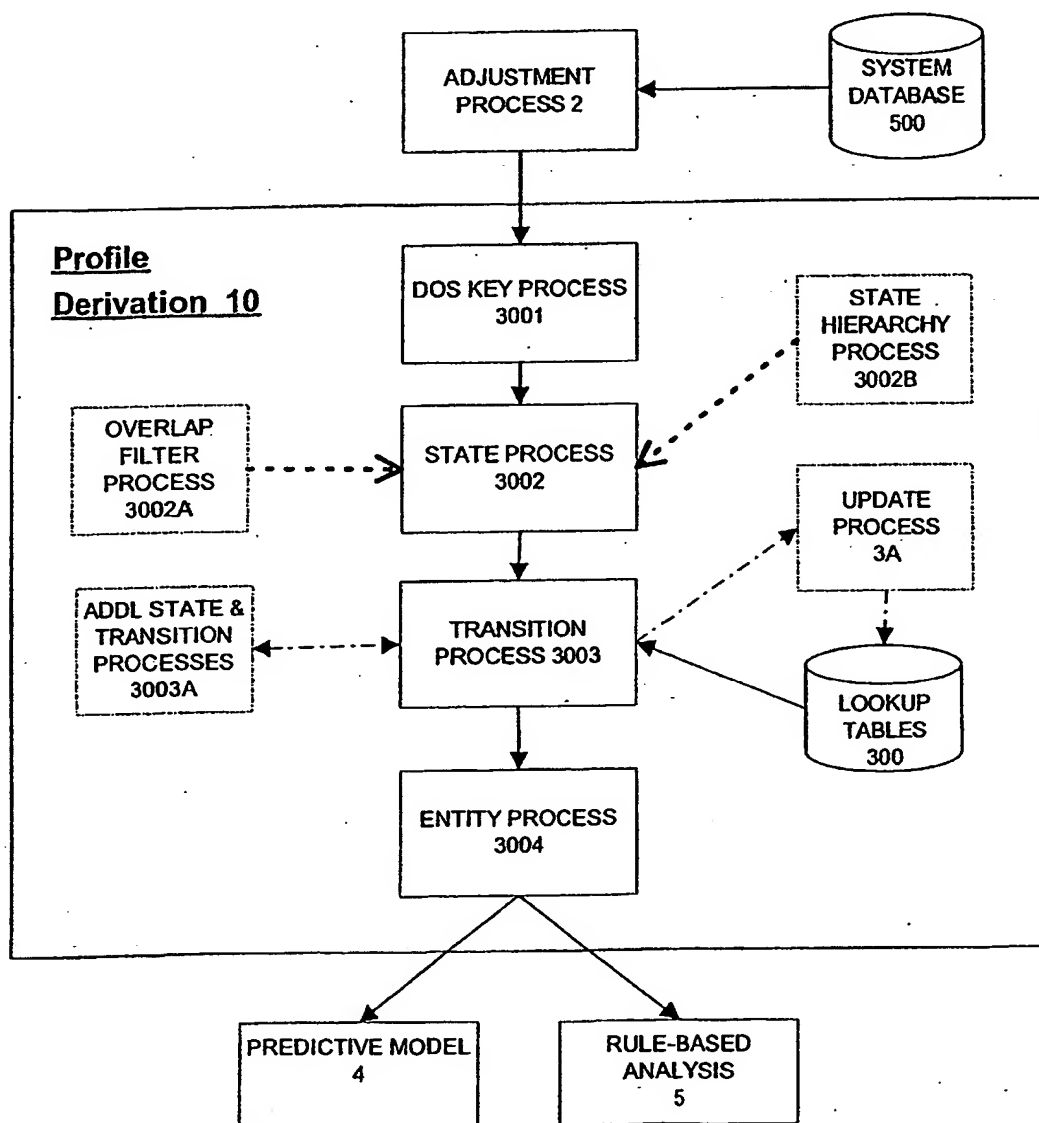 ADJUSTMENT
PROCESS 2
SYSTEM
DATABASE
500
Profile
Derivation 10
DOS KEY PROCESS
3001
STATE
HIERARCHY
PROCESS
3002B
OVERLAP
FILTER
PROCESS
3002A
STATE PROCESS
3002
UPDATE
PROCESS
3A
ADDL STATE &
TRANSITION
PROCESSES
3003A
TRANSITION
PROCESS 3003
LOOKUP
TABLES
300
ENTITY PROCESS
3004
PREDICTIVE MODEL
4
RULE-BASED
ANALYSIS
5